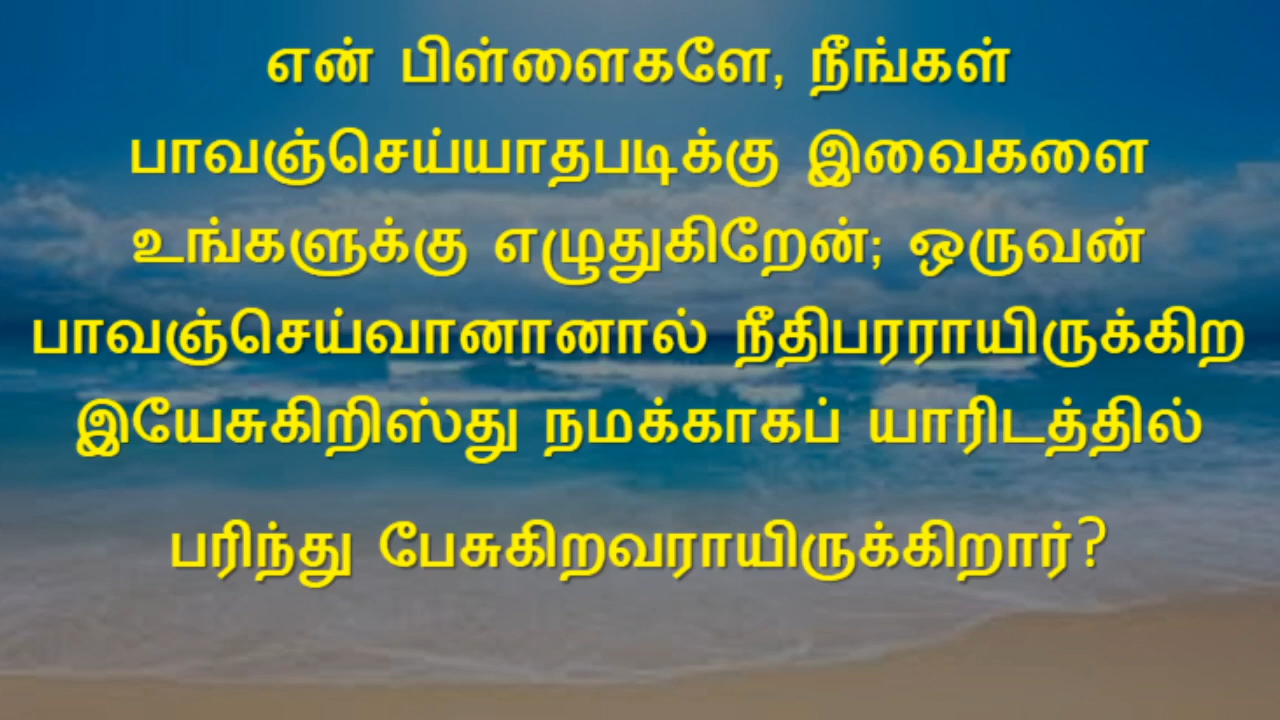 என் பிள்ளைகளே, நீங்கள்
பாவஞ்செய்யாதபடிக்கு இவைகளை
உங்களுக்கு எழுதுகிறேன்; ஒருவன்
பாவஞ்செய்வானானால் நீதிபரராயிருக்கிற
இயேசுகிறிஸ்து நமக்காகப் யாரிடத்தில்
பரிந்து பேசுகிறவராயிருக்கிறார்?